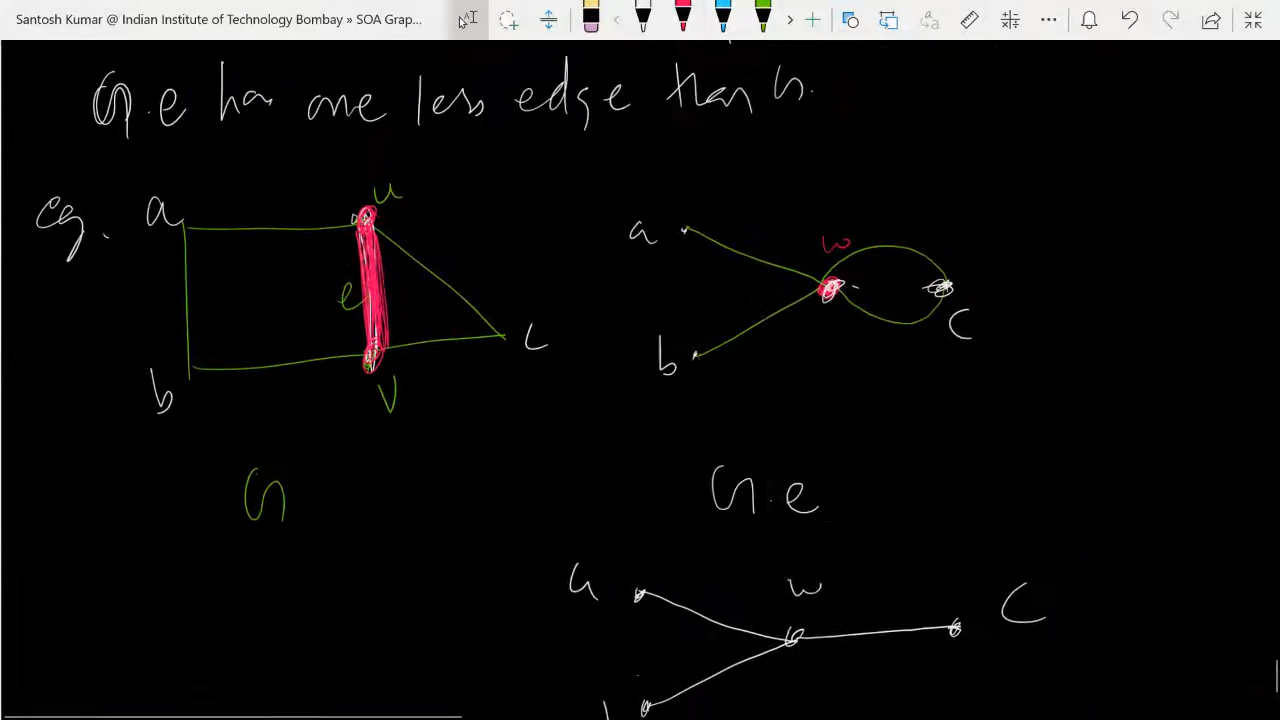 Santosh Kumar @ Indian Institute of Technology Bombay » SOA Grap...
G.e has one less edge than G.
eg. a u
a w
e
c
b
C
b
v
G
G.e
a w C